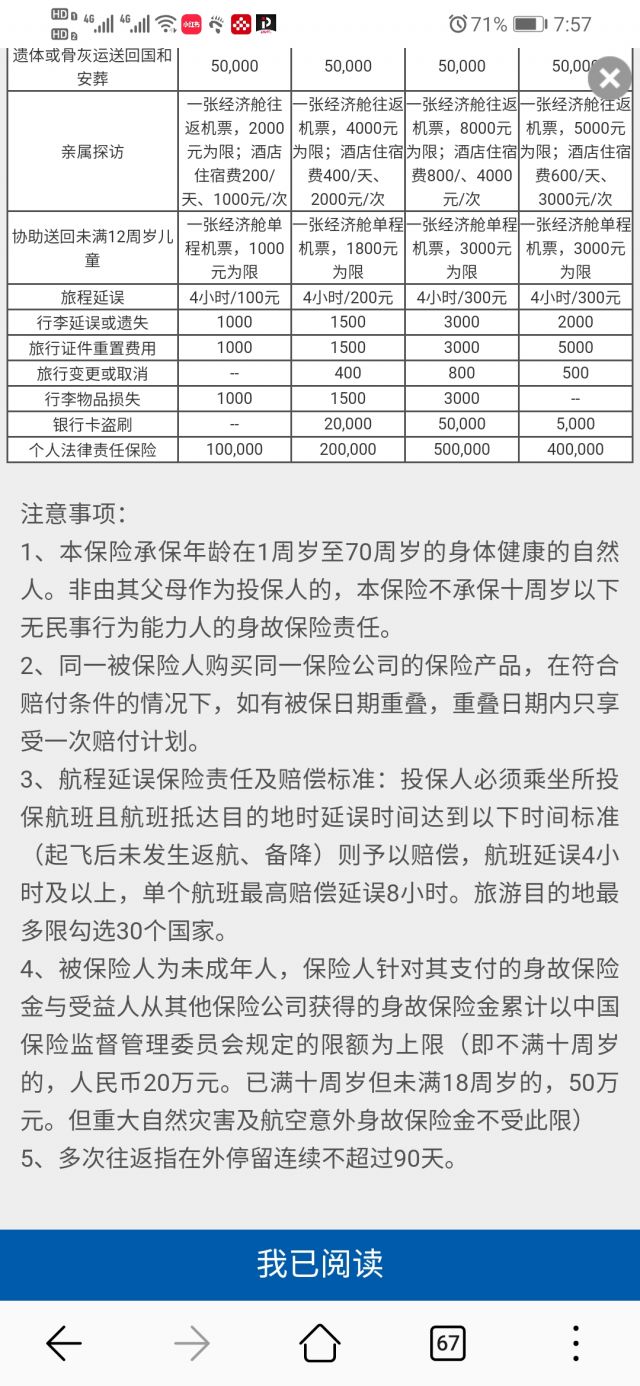 HD 1 4G 4G 小红书 71% 7:57
HD 2
遗体或骨灰运送回国和安葬 50,000 50,000 50,000 50,00
亲属探访 一张经济舱往返机票，2000元为限；酒店住宿费200/天、1000元/次 一张经济舱往返机票，4000元为限；酒店住宿费400/天、2000元/次 一张经济舱往返机票，8000元为限；酒店住宿费800/、4000元/次 一张经济舱往返机票，5000元为限；酒店住宿费600/天、3000元/次
协助送回未满12周岁儿童 一张经济舱单程机票，1000元为限 一张经济舱单程机票，1800元为限 一张经济舱单程机票，3000元为限 一张经济舱单程机票，3000元为限
旅程延误 4小时/100元 4小时/200元 4小时/300元 4小时/300元
行李延误或遗失 1000 1500 3000 2000
旅行证件重置费用 1000 1500 3000 5000
旅行变更或取消 -- 400 800 500
行李物品损失 1000 1500 3000 --
银行卡盗刷 -- 20,000 50,000 5,000
个人法律责任保险 100,000 200,000 500,000 400,000
注意事项：
1、本保险承保年龄在1周岁至70周岁的身体健康的自然
人。非由其父母作为投保人的，本保险不承保十周岁以下
无民事行为能力人的身故保险责任。
2、同一被保险人购买同一保险公司的保险产品，在符合
赔付条件的情况下，如有被保日期重叠，重叠日期内只享
受一次赔付计划。
3、航程延误保险责任及赔偿标准：投保人必须乘坐所投
保航班且航班抵达目的地时延误时间达到以下时间标准
（起飞后未发生返航、备降）则予以赔偿，航班延误4小
时及以上，单个航班最高赔偿延误8小时。旅游目的地最
多限勾选30个国家。
4、被保险人为未成年人，保险人针对其支付的身故保险
金与受益人从其他保险公司获得的身故保险金累计以中国
保险监督管理委员会规定的限额为上限（即不满十周岁
的，人民币20万元。已满十周岁但未满18周岁的，50万
元。但重大自然灾害及航空意外身故保险金不受此限）
5、多次往返指在外停留连续不超过90天。
我已阅读
67